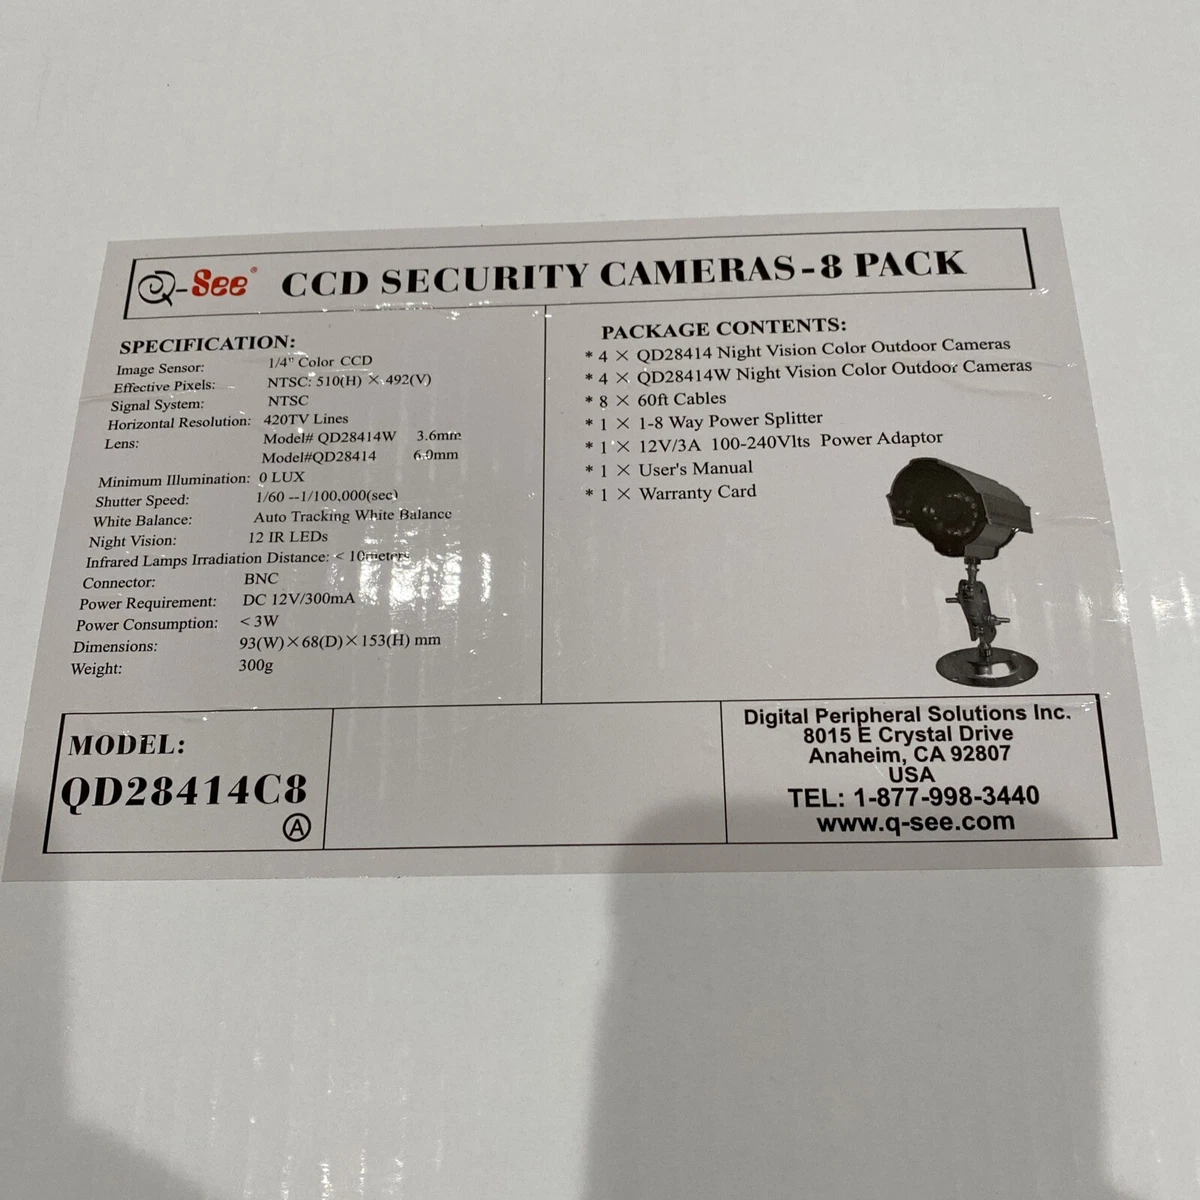 Q-See® CCD SECURITY CAMERAS-8 PACK
SPECIFICATION:
Image Sensor: 1/4" Color CCD
Effective Pixels: NTSC: 510(H) × 492(V)
Signal System: NTSC
Horizontal Resolution: 420TV Lines
Lens: Model# QD28414W 3.6mm
Model#QD28414 6.0mm
Minimum Illumination: 0 LUX
Shutter Speed: 1/60 --1/100,000(sec)
White Balance: Auto Tracking White Balance
Night Vision: 12 IR LEDs
Infrared Lamps Irradiation Distance: < 10meters
Connector: BNC
Power Requirement: DC 12V/300mA
Power Consumption: < 3W
Dimensions: 93(W)×68(D)×153(H) mm
Weight: 300g
PACKAGE CONTENTS:
* 4 × QD28414 Night Vision Color Outdoor Cameras
* 4 × QD28414W Night Vision Color Outdoor Cameras
* 8 × 60ft Cables
* 1 × 1-8 Way Power Splitter
* 1 × 12V/3A 100-240Vlts Power Adaptor
* 1 × User's Manual
* 1 × Warranty Card
MODEL:
QD28414C8
Ⓐ
Digital Peripheral Solutions Inc.
8015 E Crystal Drive
Anaheim, CA 92807
USA
TEL: 1-877-998-3440
www.q-see.com